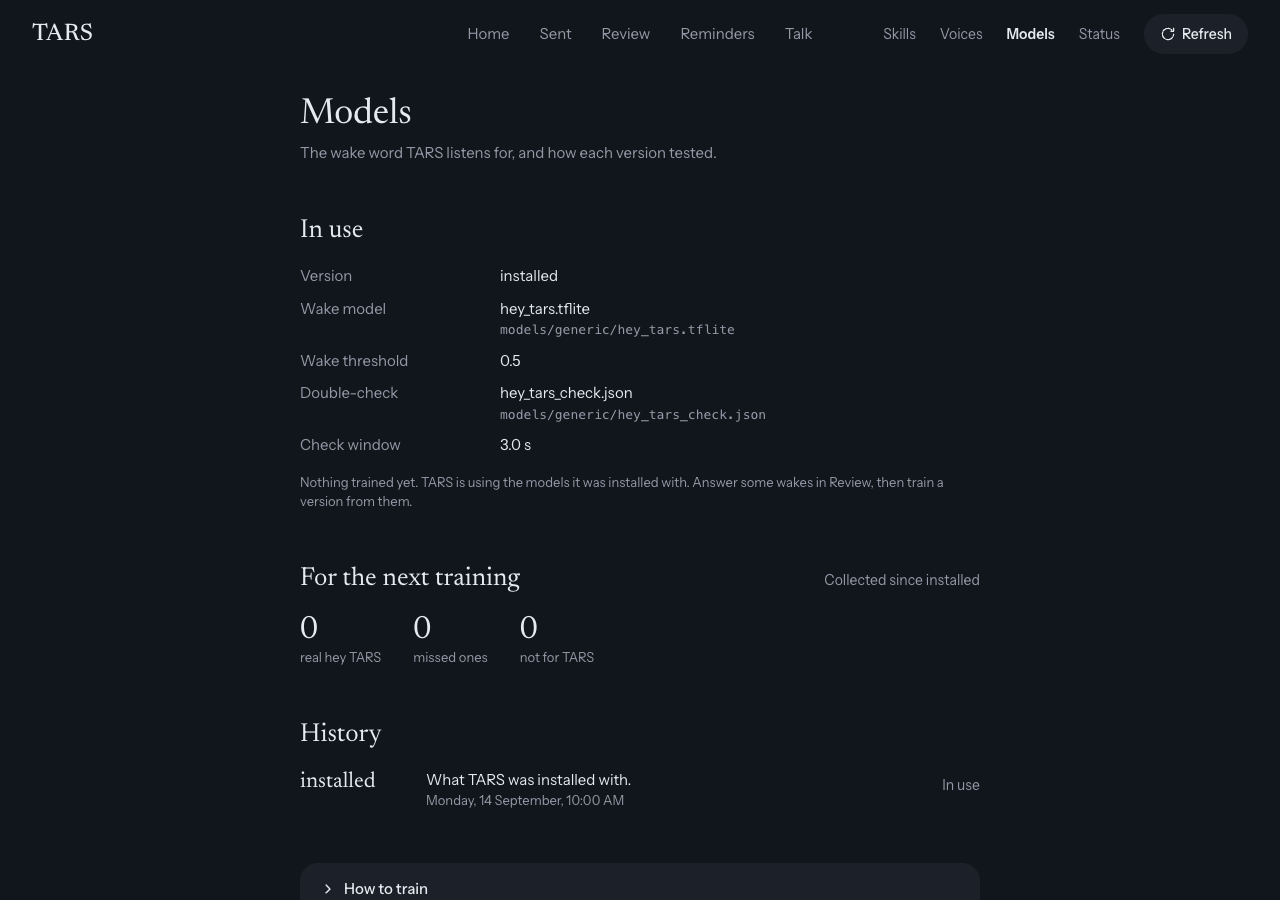 TARS
Home Sent Review Reminders Talk Skills Voices Models Status Refresh
Models
The wake word TARS listens for, and how each version tested.
In use
Version installed
Wake model hey_tars.tflite
models/generic/hey_tars.tflite
Wake threshold 0.5
Double-check hey_tars_check.json
models/generic/hey_tars_check.json
Check window 3.0 s
Nothing trained yet. TARS is using the models it was installed with. Answer some wakes in Review, then train a
version from them.
For the next training Collected since installed
0 0 0
real hey TARS missed ones not for TARS
History
installed What TARS was installed with. In use
Monday, 14 September, 10:00 AM
How to train